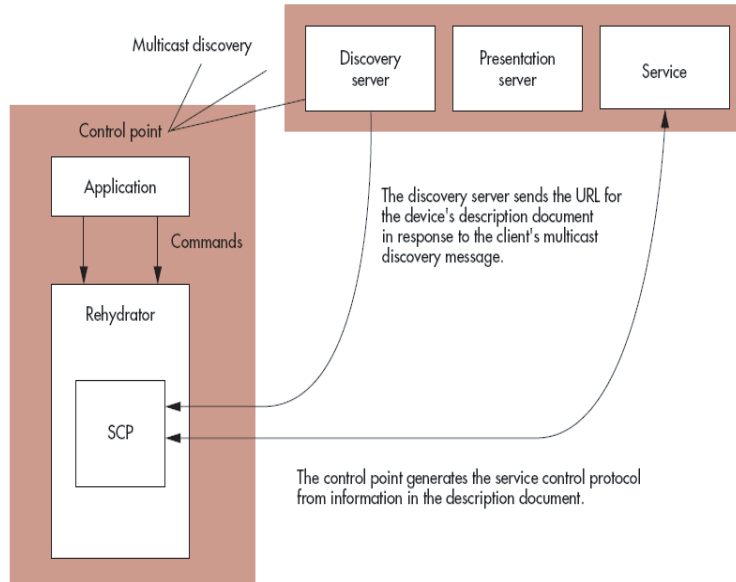 Multicast discovery
Discovery
server
Presentation
server
Service
Control point
Application
Commands
Rehydrator
SCP
The discovery server sends the URL for
the device's description document
in response to the client's multicast
discovery message.
The control point generates the service control protocol
from information in the description document.